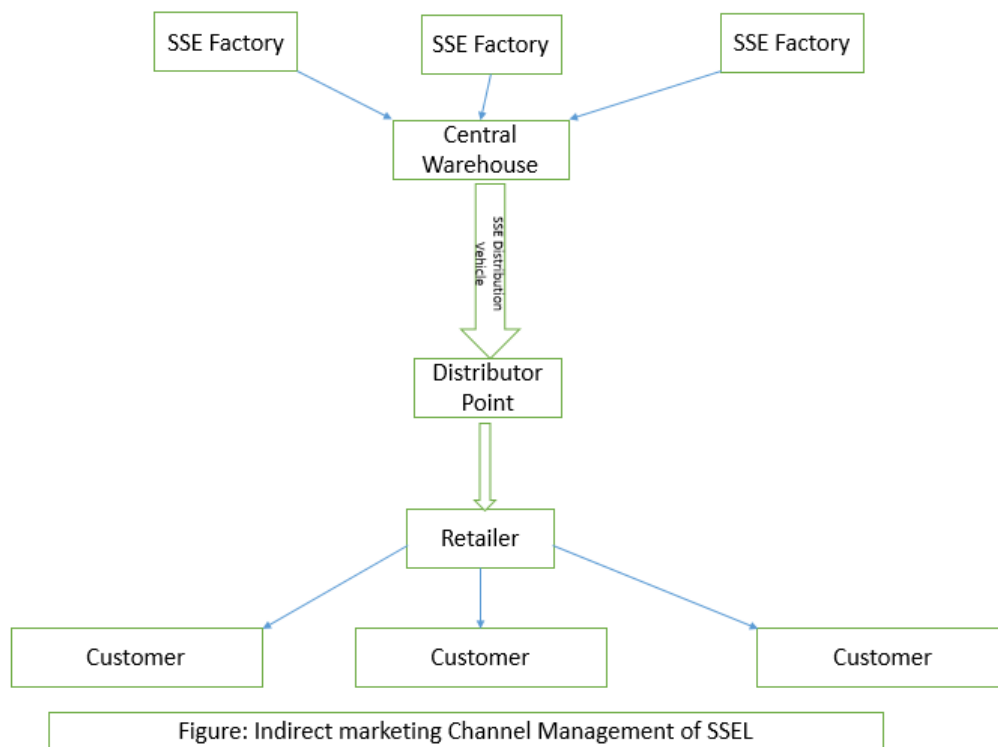 SSE Factory
SSE Factory
SSE Factory
Central
Warehouse
SSE Distribution
vehicle
Distributor
Point
Retailer
Customer
Customer
Customer
Figure: Indirect marketing Channel Management of SSEL